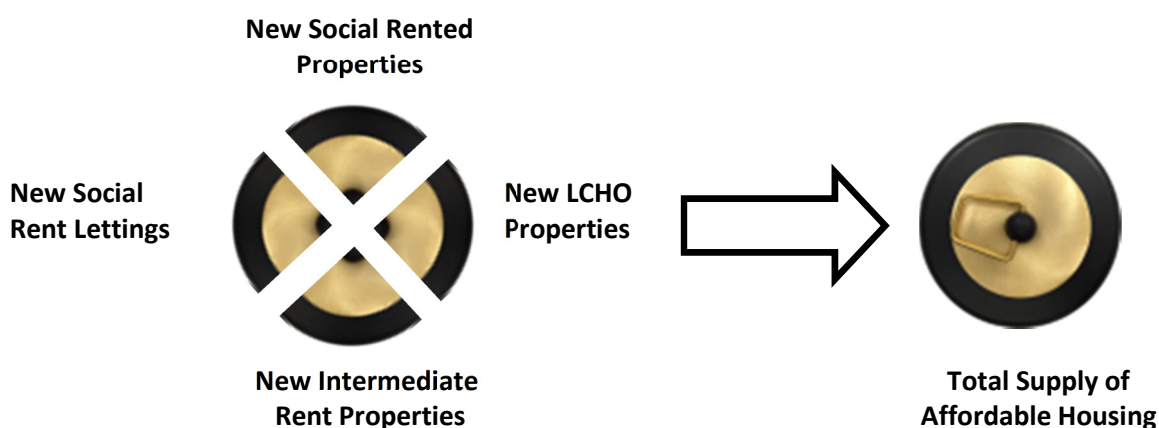 New Social Rented
Properties
New Social
Rent Lettings
New LCHO
Properties
New Intermediate
Rent Properties
Total Supply of
Affordable Housing